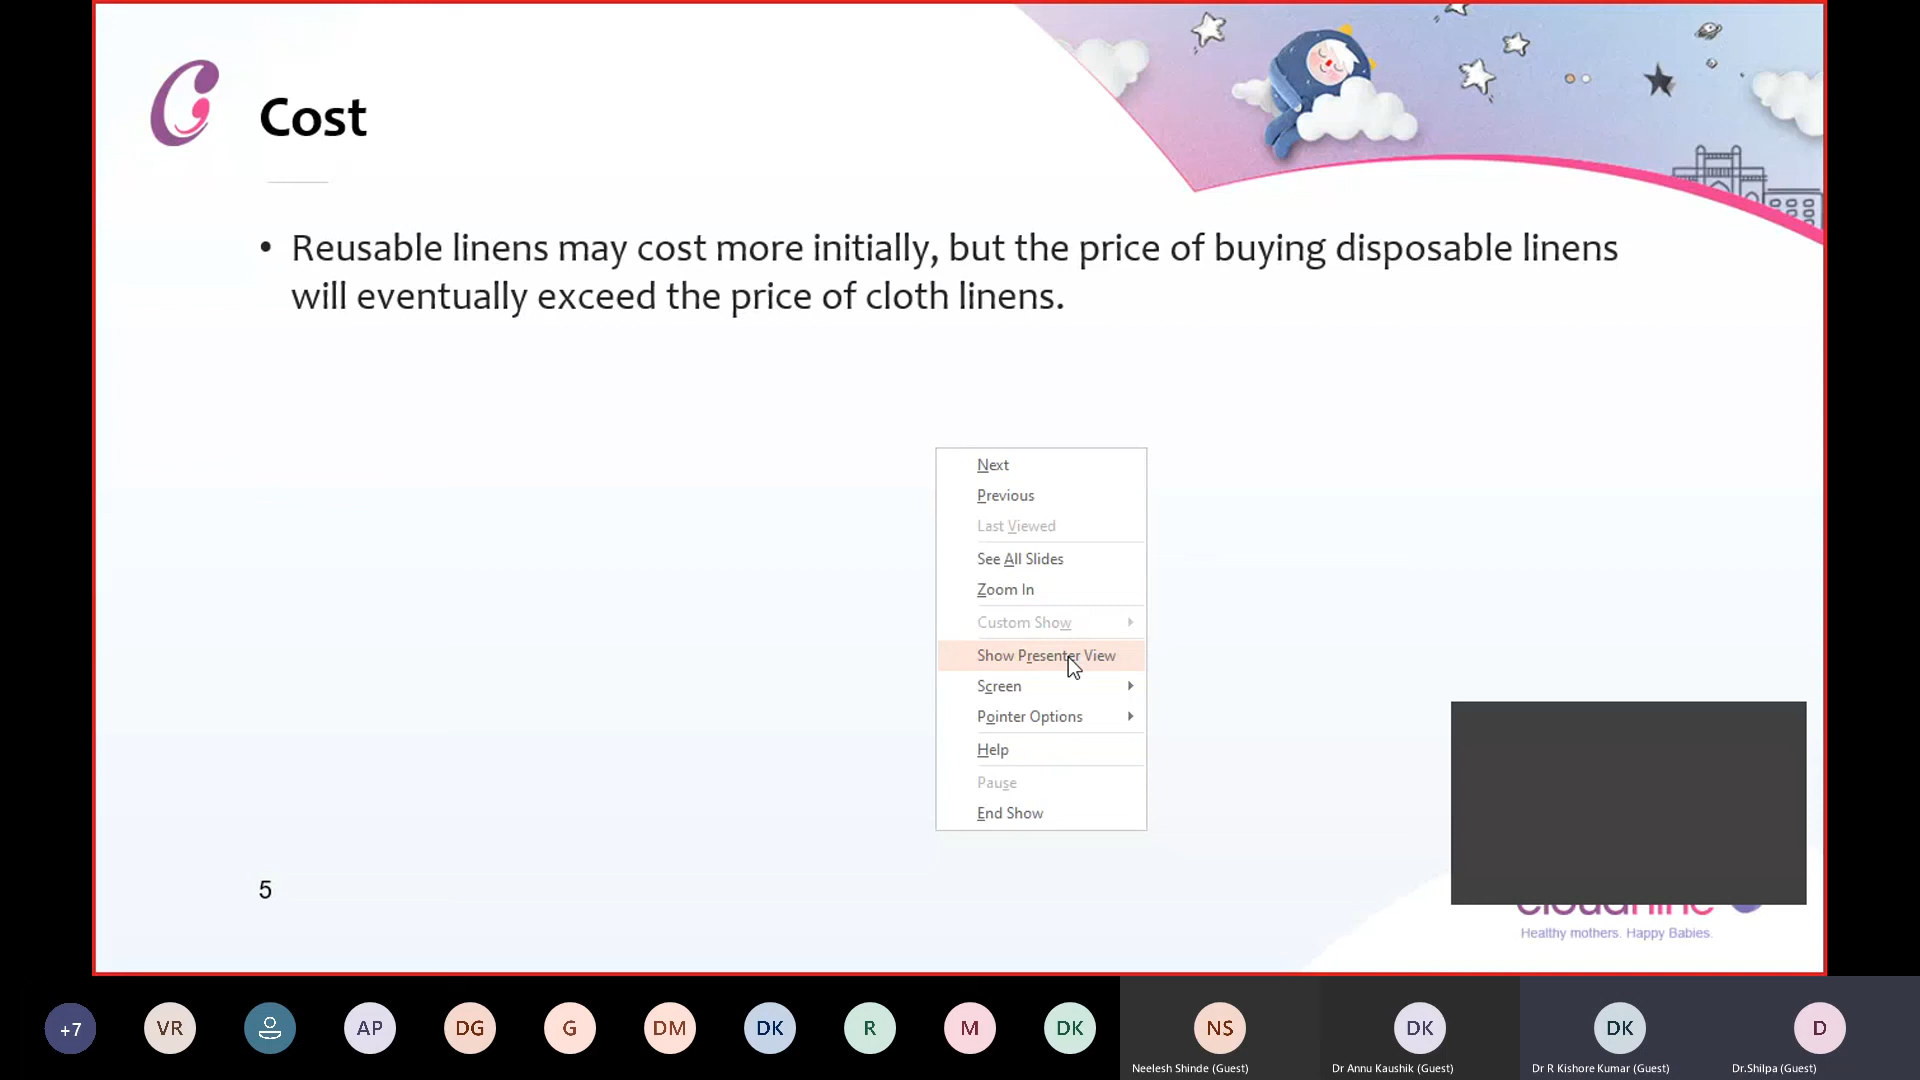 Cost
• Reusable linens may cost more initially, but the price of buying disposable linens
will eventually exceed the price of cloth linens.
Next
Previous
Last Viewed
See All Slides
Zoom In
Custom Show
Show Presenter View
Screen
Pointer Options
Help
Pause
End Show
5
cloudnine
Healthy mothers. Happy Babies.
+7
VR
AP
DG
G
DM
DK
R
M
DK
NS
DK
DK
D
Neelesh Shinde (Guest)
Dr Annu Kaushik (Guest)
Dr R Kishore Kumar (Guest)
Dr.Shilpa (Guest)